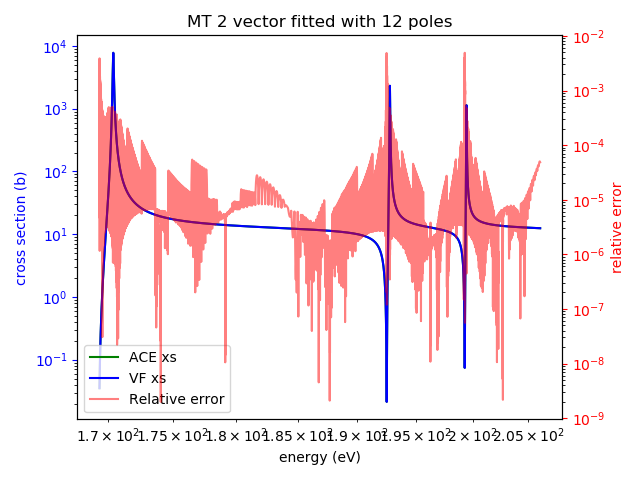 MT 2 vector fitted with 12 poles
10⁴
10³
10²
10¹
10⁰
10⁻¹
cross section (b)
10⁻²
10⁻³
10⁻⁴
10⁻⁵
10⁻⁶
10⁻⁷
10⁻⁸
10⁻⁹
relative error
ACE xs
VF xs
Relative error
1.7 × 10² 1.75 × 10² 1.8 × 10² 1.85 × 10² 1.9 × 10² 1.95 × 10² 2 × 10² 2.05 × 10²
energy (eV)